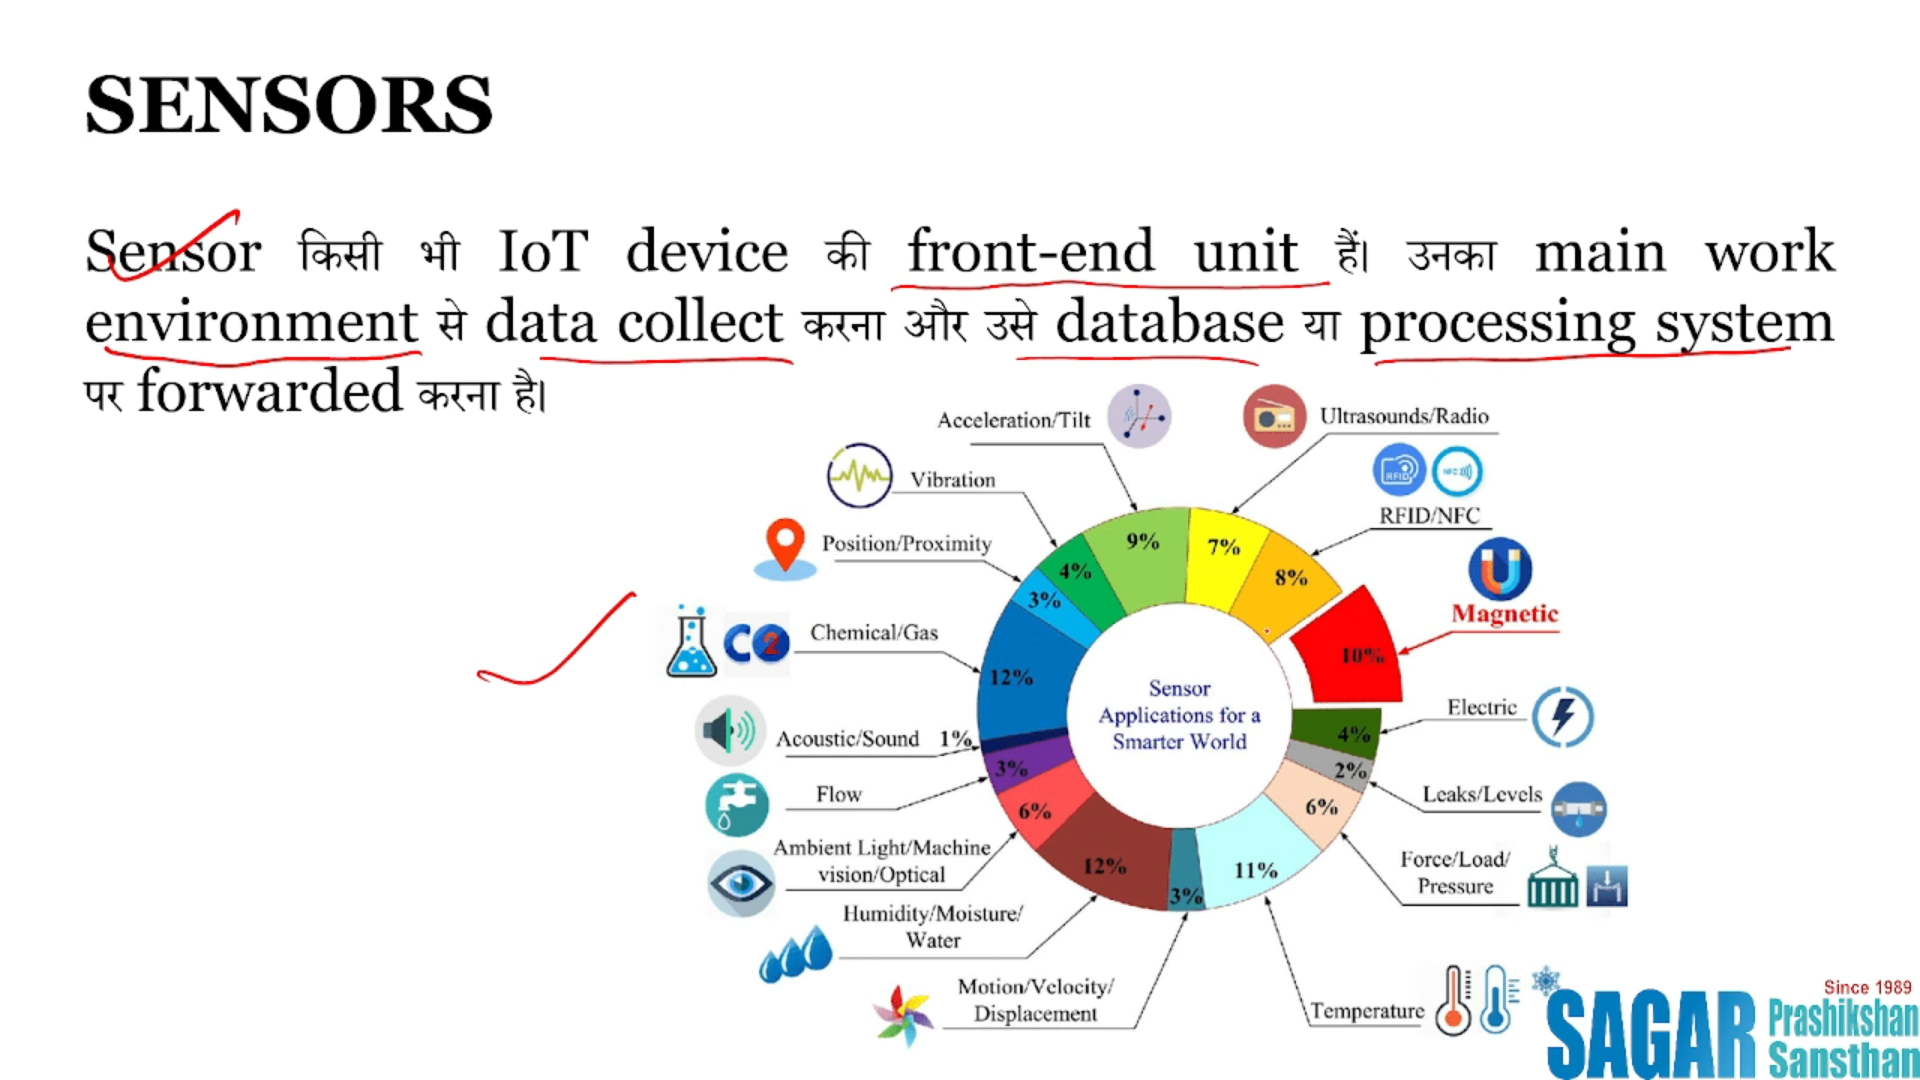 SENSORS
Sensor किसी भी IoT device की front-end unit हैं। उनका main work
environment से data collect करना और उसे database या processing system
पर forwarded करना है।
Acceleration/Tilt
Ultrasounds/Radio
Vibration
RFID
NFC
RFID/NFC
Position/Proximity
9%
7%
4%
8%
3%
Magnetic
Chemical/Gas
CO2
12%
10%
Sensor
Applications for a
Smarter World
Electric
4%
Acoustic/Sound 1%
3%
2%
Flow
Leaks/Levels
6%
6%
Ambient Light/Machine
vision/Optical
12%
11%
3%
Force/Load/
Pressure
Humidity/Moisture/
Water
Motion/Velocity/
Displacement
Temperature
Since 1989
SAGAR
Prashikshan
Sansthan